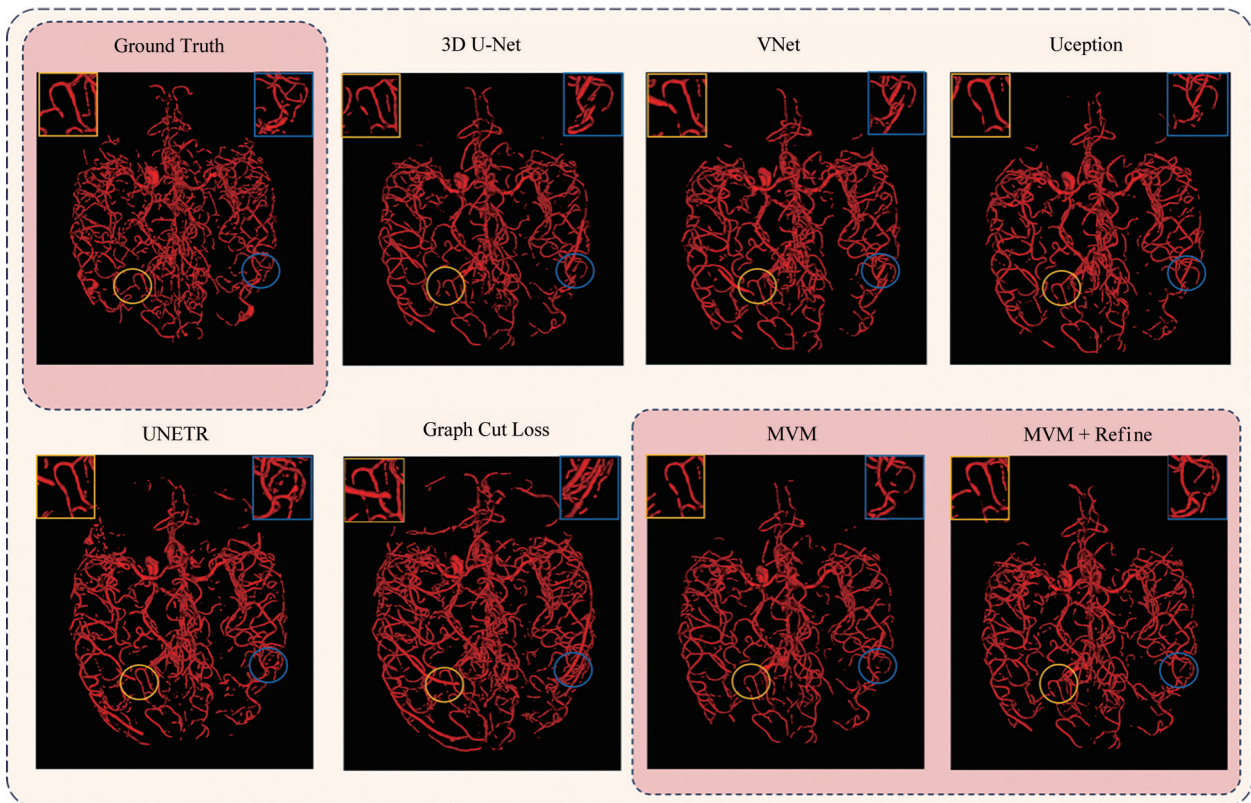 Ground Truth
3D U-Net
VNet
Uception
UNETR
Graph Cut Loss
MVM
MVM + Refine